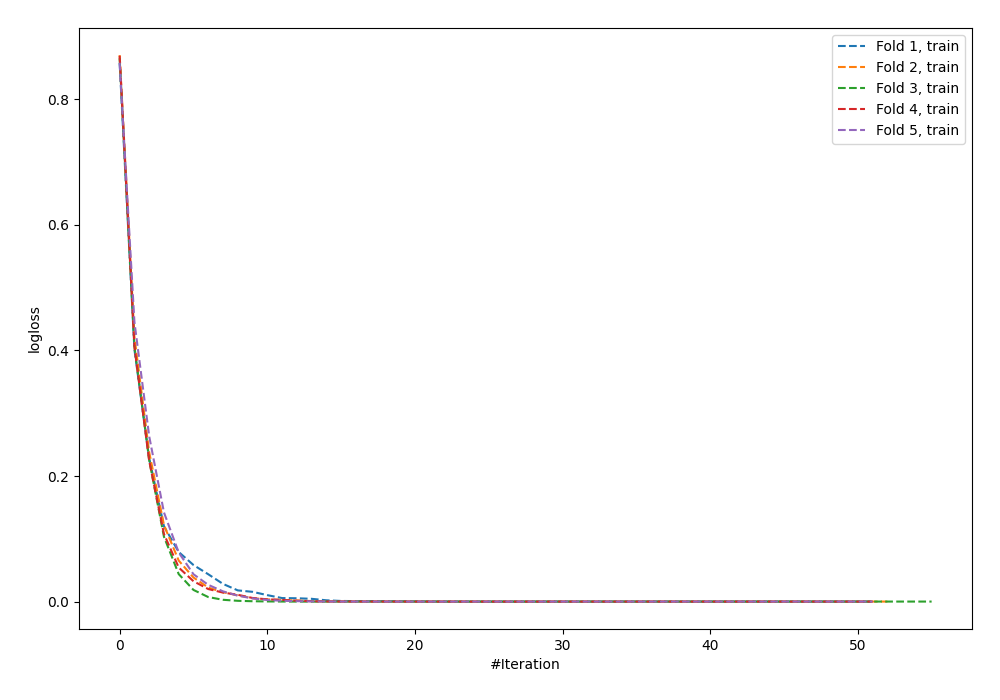 Fold 1, train
Fold 2, train
Fold 3, train
Fold 4, train
Fold 5, train
0.8
0.6
0.4
0.2
0.0
logloss
0 10 20 30 40 50
#Iteration